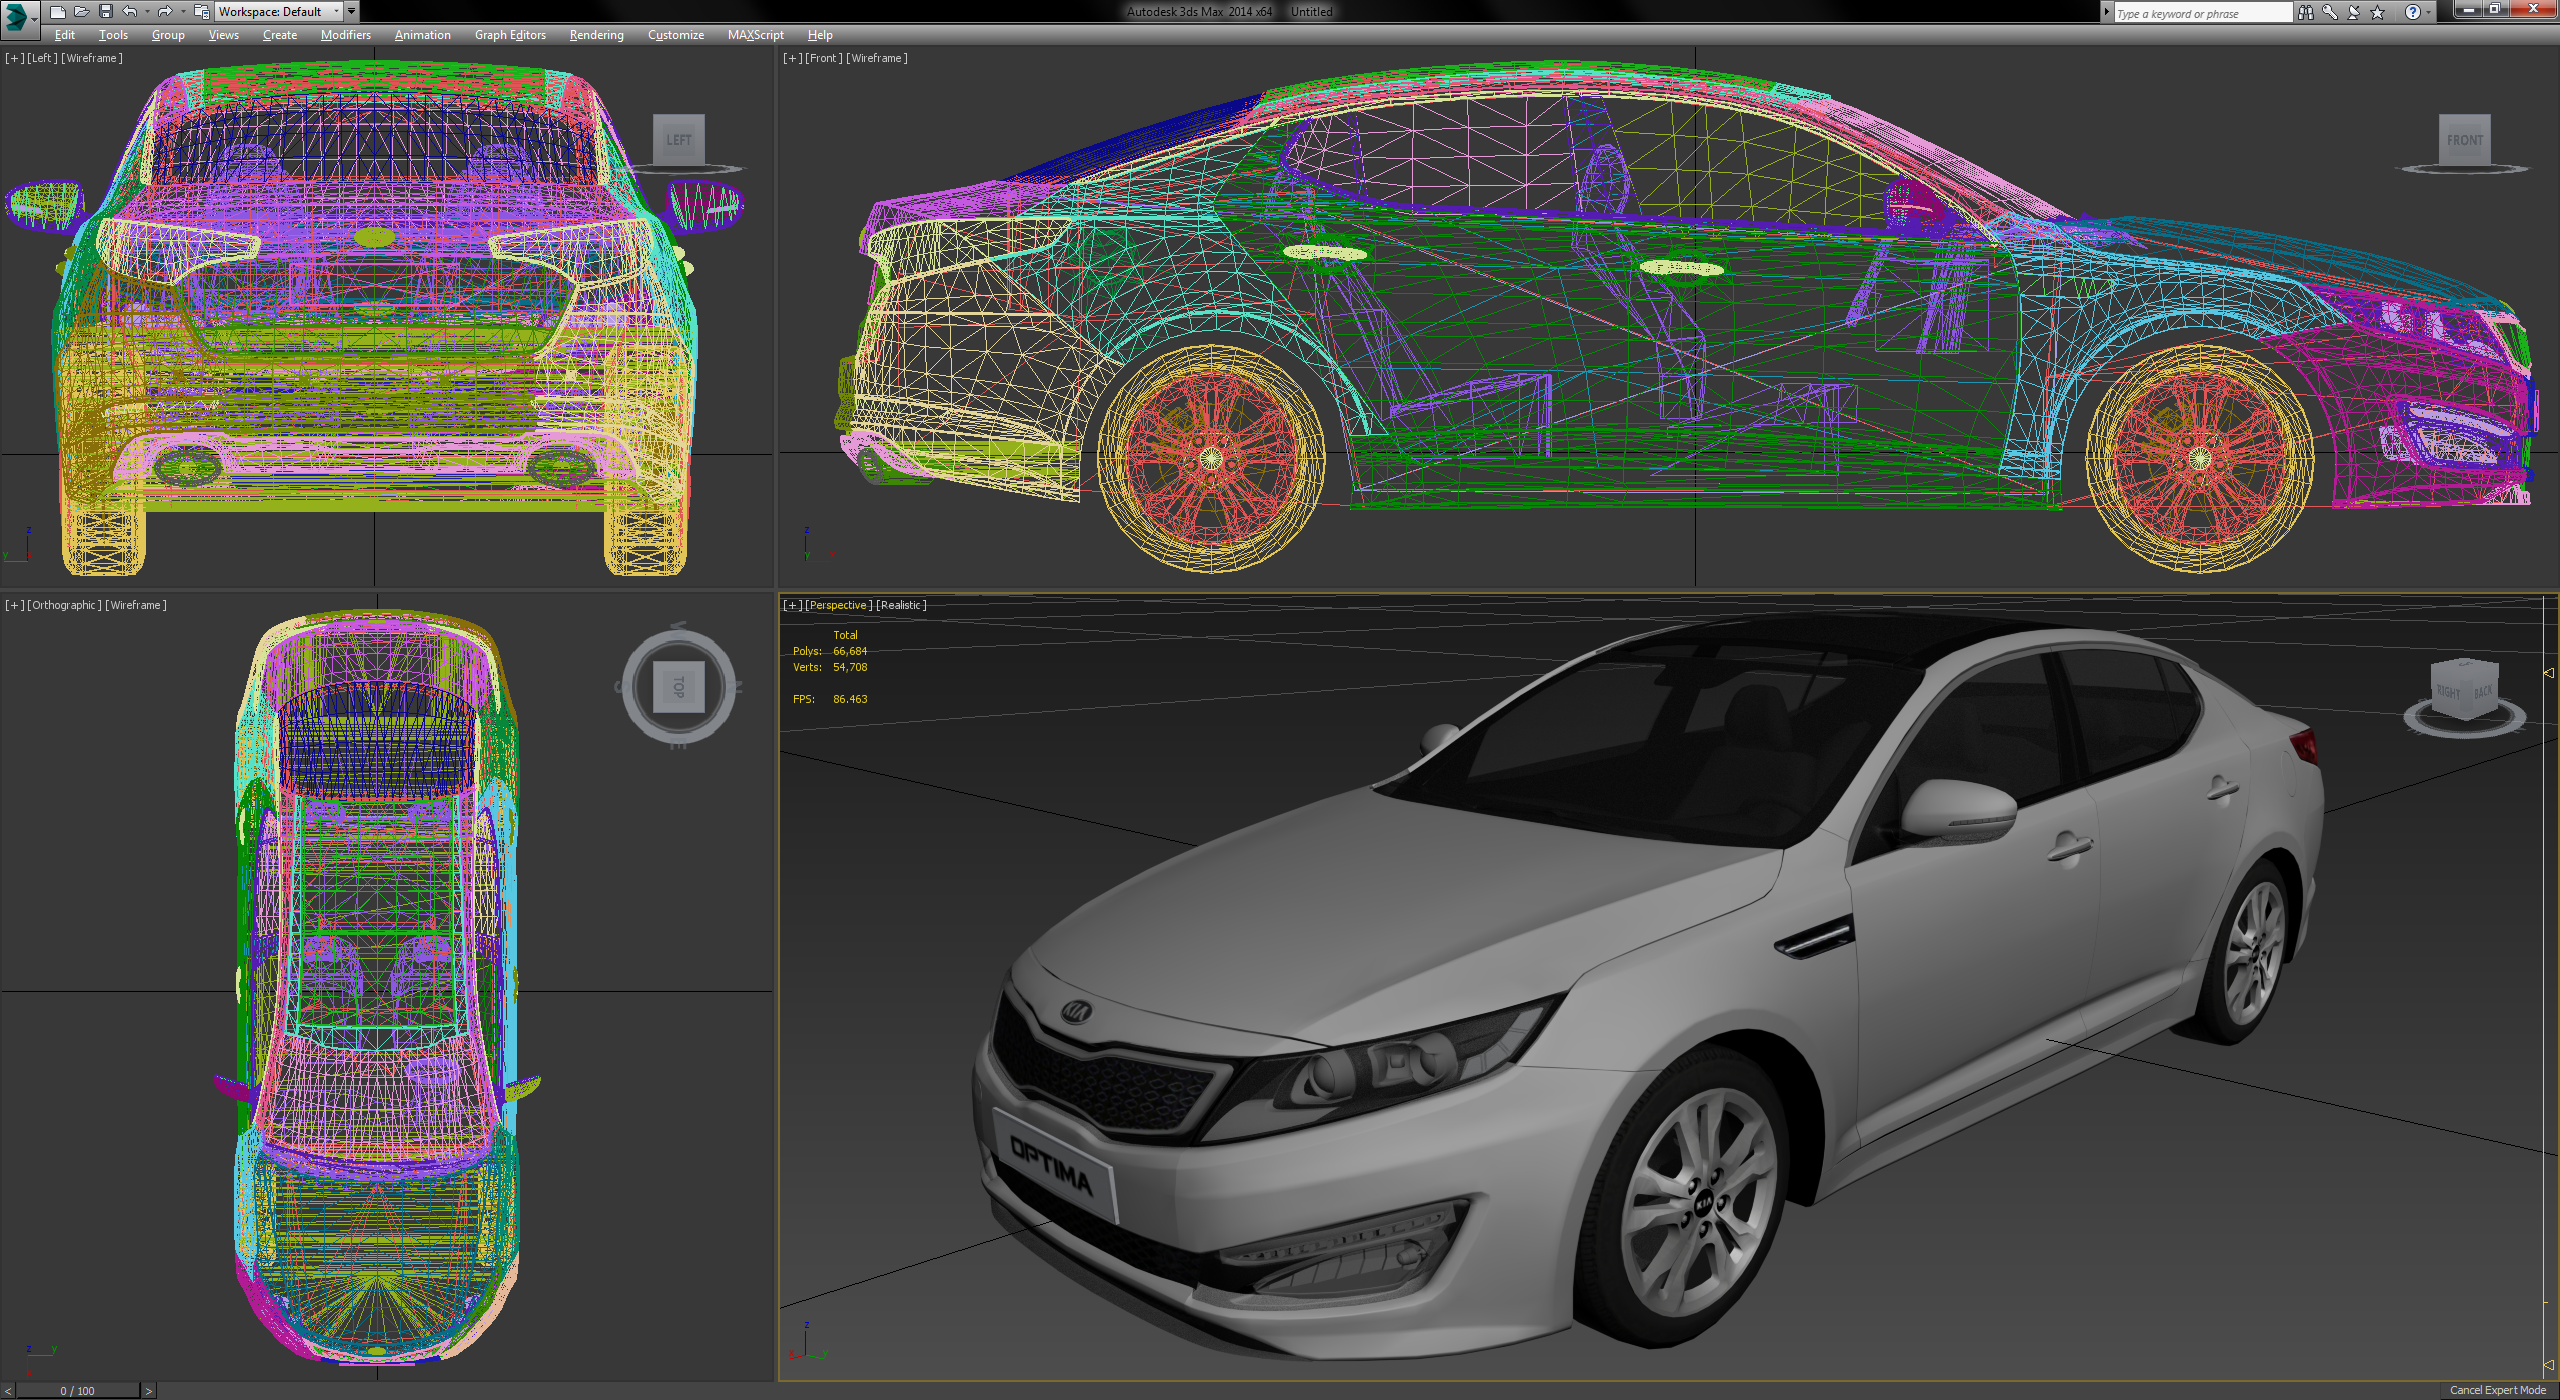 Workspace: Default
Autodesk 3ds Max 2014 x64 Untitled
Type a keyword or phrase
Edit Tools Group Views Create Modifiers Animation Graph Editors Rendering Customize MAXScript Help
[+] [Left] [Wireframe]
LEFT
z
y
[+] [Front] [Wireframe]
FRONT
z
y
x
[+] [Orthographic] [Wireframe]
TOP
W
N
S
E
z
y
[+] [Perspective] [Realistic]
Total
Polys: 66,684
Verts: 54,708
FPS: 86.463
RIGHT BACK
KIA
OPTIMA
KIA
z
x
y
< 0 / 100 >
Cancel Expert Mode